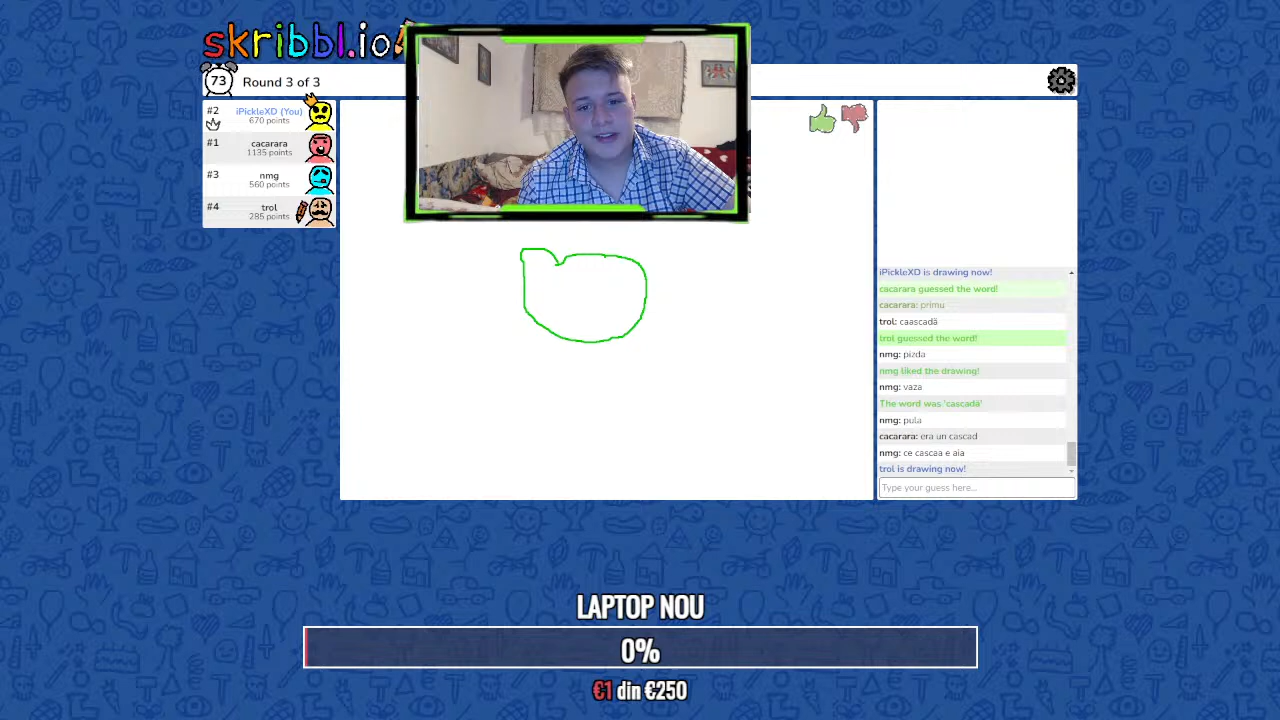 skribbl.io
73
Round 3 of 3
#2
iPickleXD (You)
670 points
#1
cacarara
1135 points
#3
nmg
560 points
#4
trol
285 points
iPickleXD is drawing now!
cacarara guessed the word!
cacarara: primu
trol: caascadă
trol guessed the word!
nmg: pizda
nmg liked the drawing!
nmg: vaza
The word was 'cascadă'
nmg: pula
cacarara: era un cascad
nmg: ce cascaa e aia
trol is drawing now!
Type your guess here...
LAPTOP NOU
0%
€1 din €250